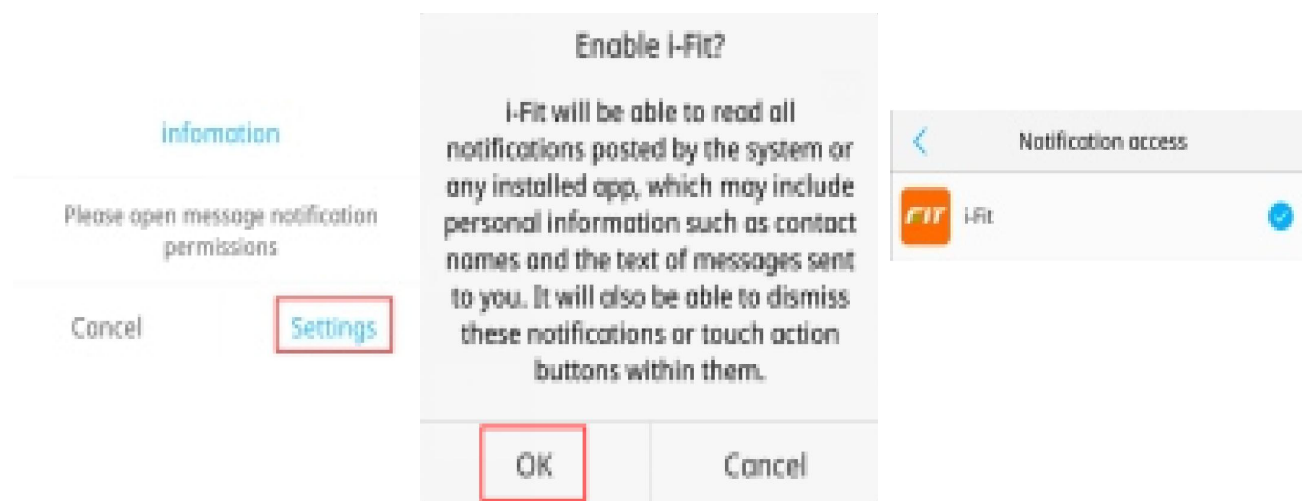 infomation
Please open message notification
permissions
Cancel
Settings
Enable i-Fit?
i-Fit will be able to read all
notifications posted by the system or
any installed app, which may include
personal information such as contact
names and the text of messages sent
to you. It will also be able to dismiss
these notifications or touch action
buttons within them.
OK
Cancel
Notification access
FIT
i-Fit